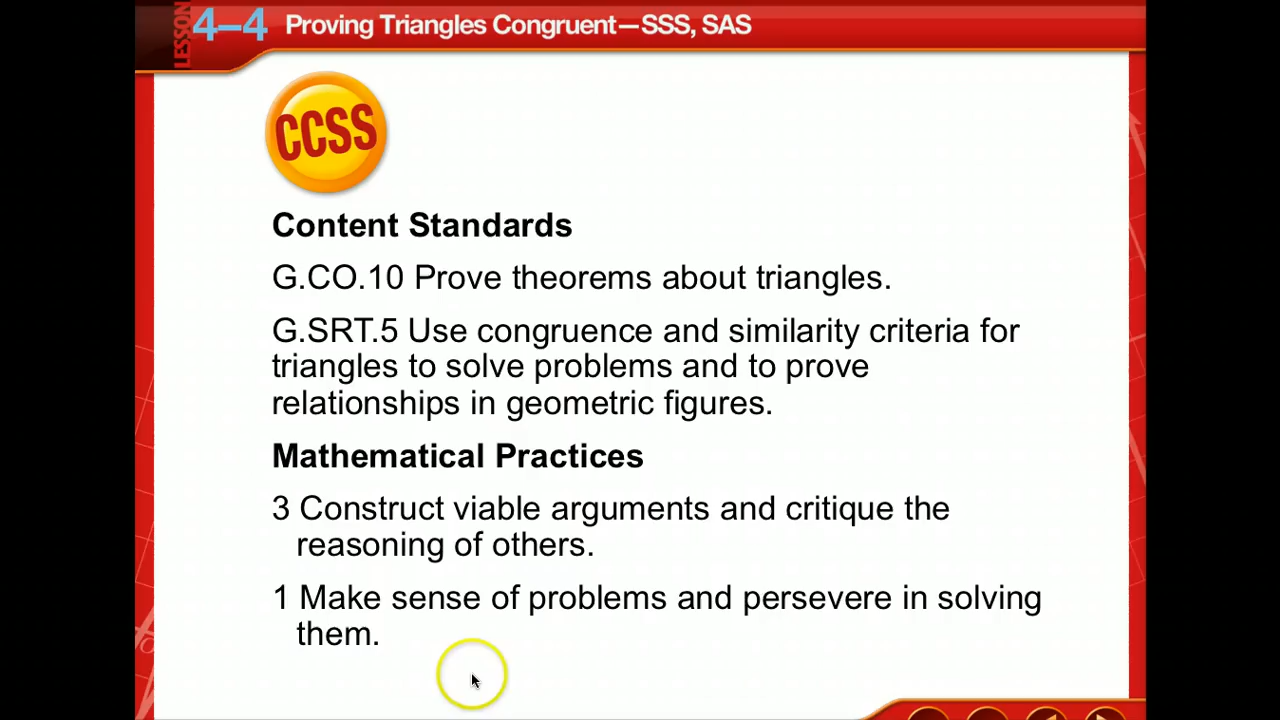 LESSON 4–4 Proving Triangles Congruent—SSS, SAS
CCSS
Content Standards
G.CO.10 Prove theorems about triangles.
G.SRT.5 Use congruence and similarity criteria for
triangles to solve problems and to prove
relationships in geometric figures.
Mathematical Practices
3 Construct viable arguments and critique the
reasoning of others.
1 Make sense of problems and persevere in solving
them.